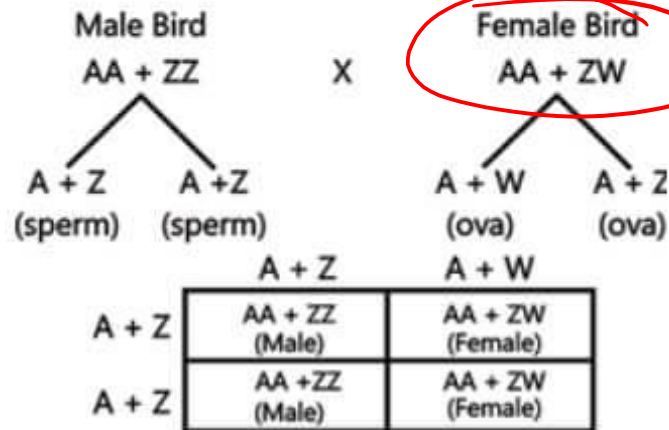 Male Bird Female Bird
AA + ZZ X AA + ZW
A + Z A +Z A + W A + Z
(sperm) (sperm) (ova) (ova)
A + Z A + W
A + Z AA + ZZ AA + ZW
(Male) (Female)
A + Z AA +ZZ AA + ZW
(Male) (Female)